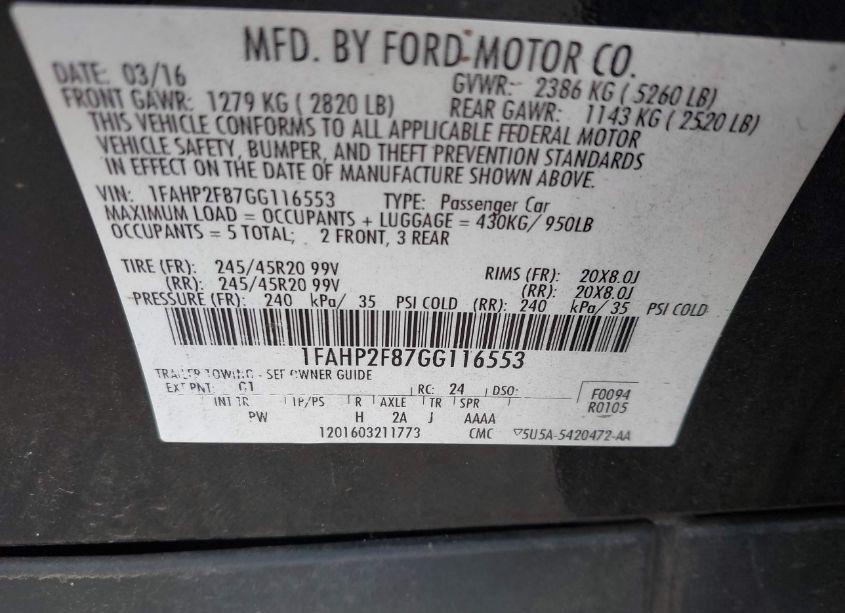 MFD. BY FORD MOTOR CO.
DATE: 03/16 GVWR: 2386 KG ( 5260 LB)
FRONT GAWR: 1279 KG ( 2820 LB) REAR GAWR: 1143 KG ( 2520 LB)
THIS VEHICLE CONFORMS TO ALL APPLICABLE FEDERAL MOTOR
VEHICLE SAFETY, BUMPER, AND THEFT PREVENTION STANDARDS
IN EFFECT ON THE DATE OF MANUFACTURE SHOWN ABOVE.
VIN: 1FAHP2F87GG116553 TYPE: Passenger Car
MAXIMUM LOAD = OCCUPANTS + LUGGAGE = 430KG/ 950LB
OCCUPANTS = 5 TOTAL; 2 FRONT, 3 REAR
TIRE (FR): 245/45R20 99V RIMS (FR): 20X8.0J
(RR): 245/45R20 99V (RR): 20X8.0J
PRESSURE (FR): 240 kPa/ 35 PSI COLD (RR): 240 kPa/ 35 PSI COLD
1FAHP2F87GG116553
TRAILER TOWING - SEE OWNER GUIDE
EXT PNT: G1 RC: 24 DSO: F0094
INT TR TP/PS R AXLE TR SPR R0105
PW H 2A J AAAA
1201603211773 CMC 5U5A-5420472-AA